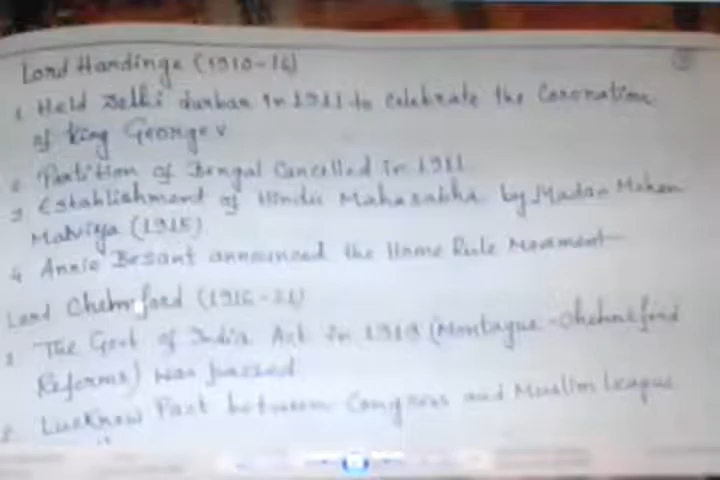 Lord Hardinge (1910-16)
1 Held Delhi durbar in 1911 to celebrate the Coronation
of King George V
2 Partition of Bengal Cancelled in 1911
3 Establishment of Hindu Mahasabha by Madan Mohan
Malviya (1915)
4 Annie Besant announced the Home Rule Movement
Lord Chelmsford (1916-21)
1 The Govt of India Act in 1919 (Montague-Chelmsford
Reforms) was passed
2 Lucknow Pact between Congress and Muslim League